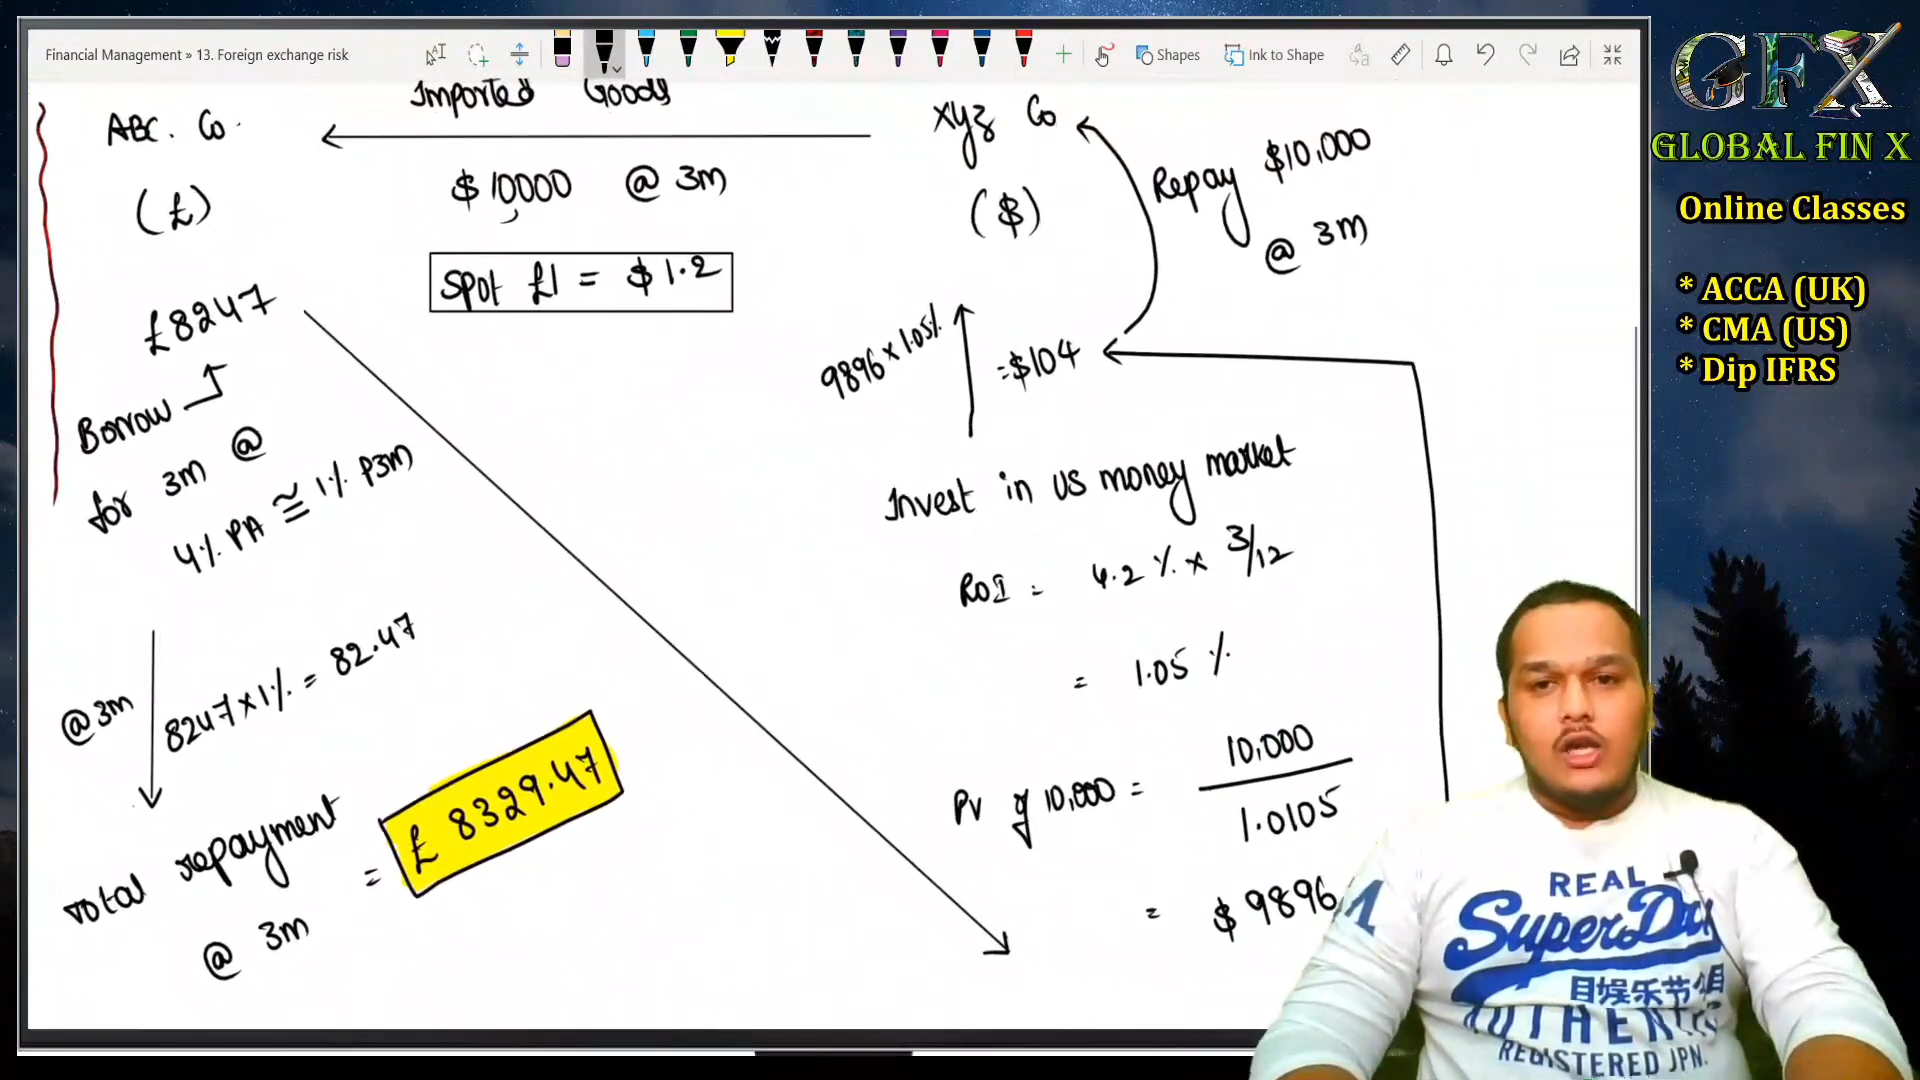 Financial Management » 13. Foreign exchange risk
Shapes
Ink to Shape
GFX
GLOBAL FIN X
Online Classes
* ACCA (UK)
* CMA (US)
* Dip IFRS
Imported Goods
ABC. Co.
(£)
$ 10,000 @ 3m
xyz Co
($)
Repay $10,000
@ 3m
Spot £1 = $1.2
£8247
Borrow
for 3m @
4% PA ≅ 1% P3m
@3m
8247 x 1% = 82.47
Total repayment
@ 3m
= £ 8329.47
9896 x 1.05%
= $104
Invest in US money market
ROI = 4.2 % x 3/12
= 1.05 %
PV of 10,000 = 10,000
1.0105
= $ 9896
REAL
SuperDry
AUTHENTIC
REGISTERED JPN.